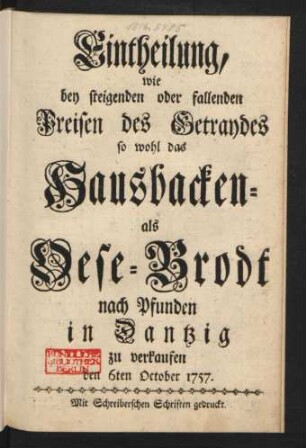 Eintheilung,
wie
bey steigenden oder fallenden
Preisen des Getraydes
so wohl das
Hausbacken-
als
Oese-Brodt
nach Pfunden
in Dantzig
zu verkaufen
den 6ten October 1757.
Mit Schreiberschen Schriften gedruckt.